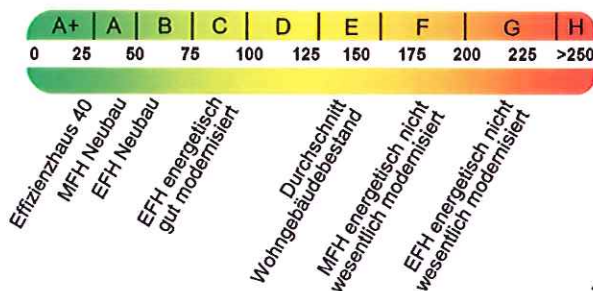 A+ A B C D E F G H
0 25 50 75 100 125 150 175 200 225 >250
Effizienzhaus 40
MFH Neubau
EFH Neubau
EFH energetisch
gut modernisiert
Durchschnitt
Wohngebäudebestand
MFH energetisch nicht
wesentlich modernisiert
EFH energetisch nicht
wesentlich modernisiert